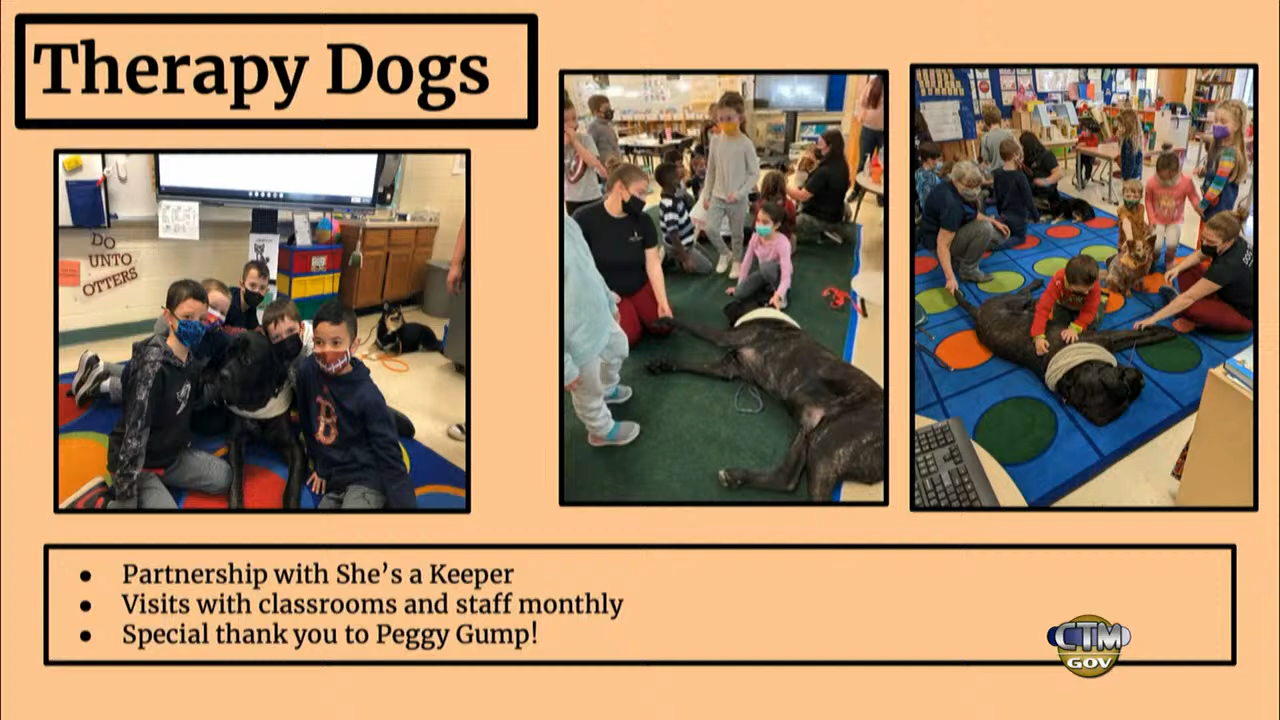 Therapy Dogs
DO
UNTO
OTTERS
B
Partnership with She's a Keeper
Visits with classrooms and staff monthly
Special thank you to Peggy Gump!
CTM
GOV